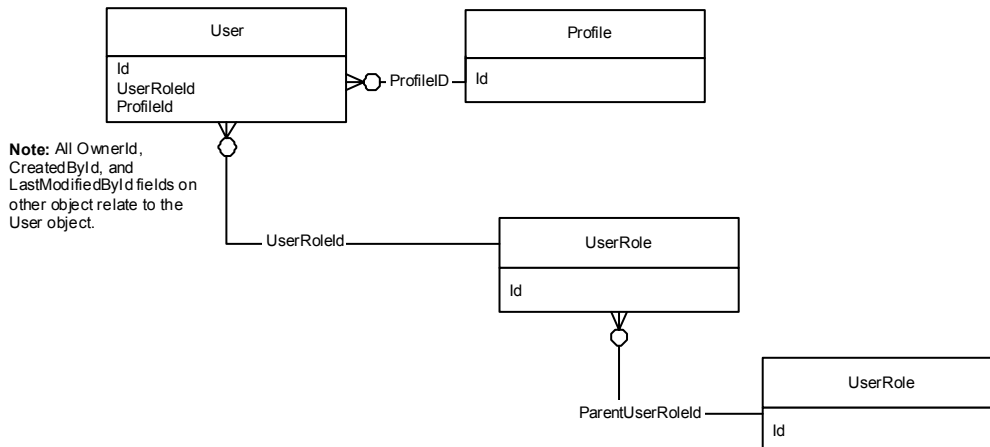 User
Id
UserRoleId
ProfileId
ProfileID
Profile
Id
Note: All OwnerId,
CreatedById, and
LastModifiedById fields on
other object relate to the
User object.
UserRoleId
UserRole
Id
ParentUserRoleId
UserRole
Id